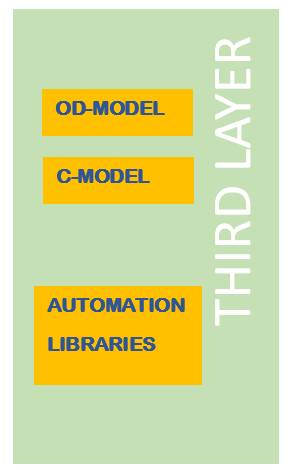 OD-MODEL
C-MODEL
AUTOMATION
LIBRARIES
THIRD LAYER